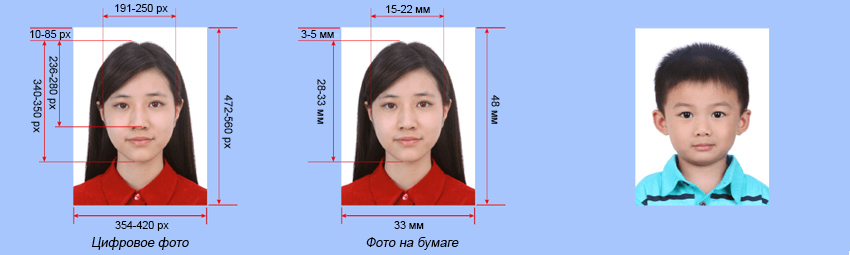 191-250 px
10-85 px
236-280 px
340-350 px
472-560 px
354-420 px
Цифровое фото
15-22 мм
3-5 мм
28-33 мм
48 мм
33 мм
Фото на бумаге